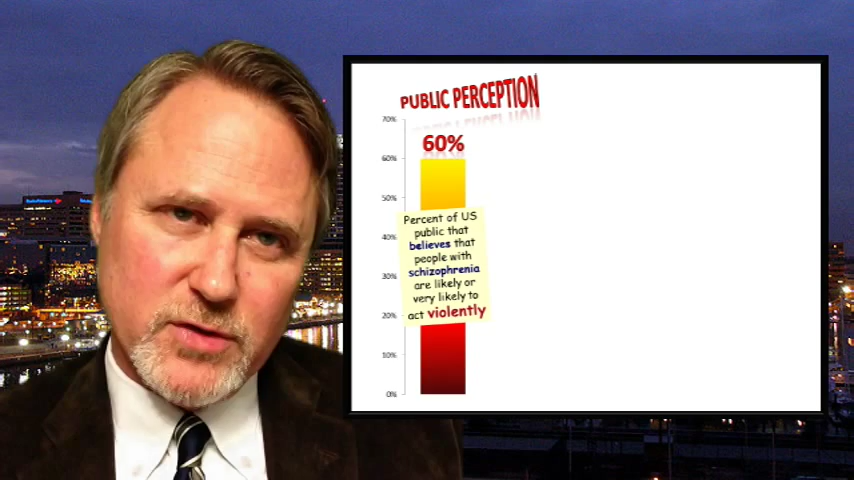 PUBLIC PERCEPTION
70%
60%
60%
50%
Percent of US
public that
believes that
people with
schizophrenia
are likely or
very likely to
act violently
40%
30%
20%
10%
0%